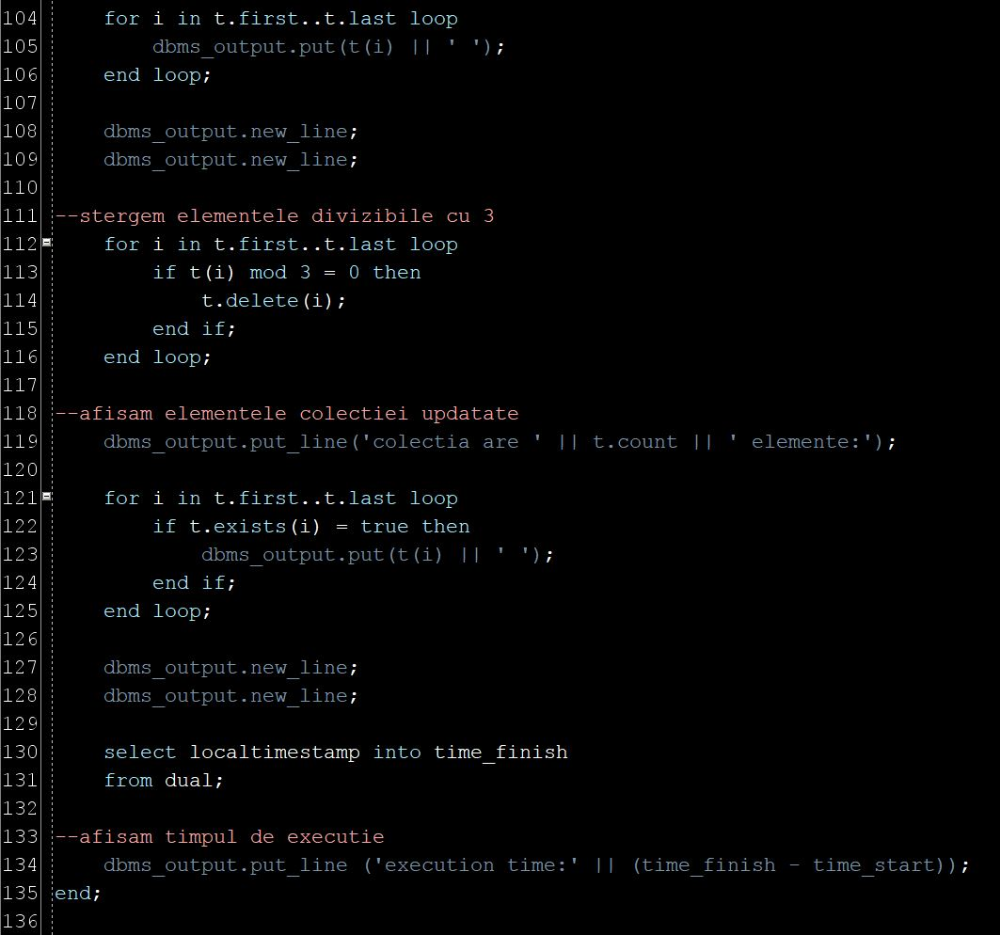 104     for i in t.first..t.last loop
105         dbms_output.put(t(i) || ' ');
106     end loop;
107
108     dbms_output.new_line;
109     dbms_output.new_line;
110
111 --stergem elementele divizibile cu 3
112     for i in t.first..t.last loop
113         if t(i) mod 3 = 0 then
114             t.delete(i);
115         end if;
116     end loop;
117
118 --afisam elementele colectiei updatate
119     dbms_output.put_line('colectia are ' || t.count || ' elemente:');
120
121     for i in t.first..t.last loop
122         if t.exists(i) = true then
123             dbms_output.put(t(i) || ' ');
124         end if;
125     end loop;
126
127     dbms_output.new_line;
128     dbms_output.new_line;
129
130     select localtimestamp into time_finish
131     from dual;
132
133 --afisam timpul de executie
134     dbms_output.put_line ('execution time:' || (time_finish - time_start));
135 end;
136